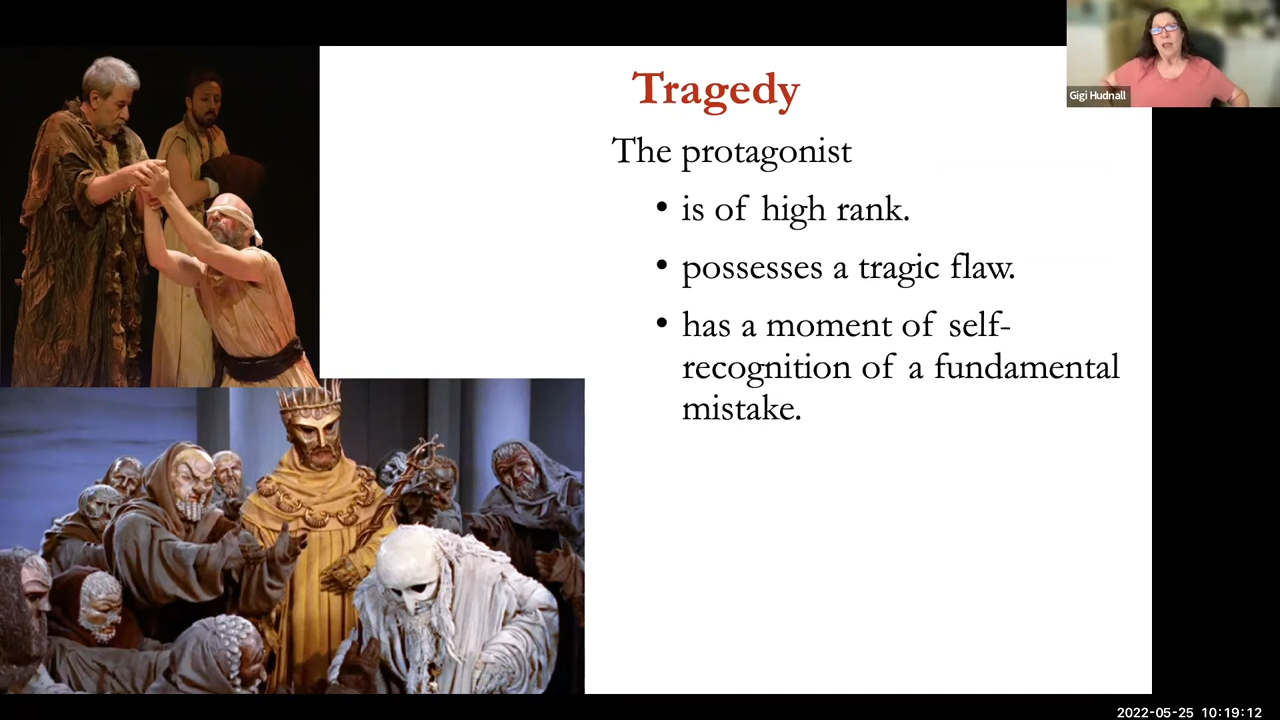 Tragedy
The protagonist
• is of high rank.
• possesses a tragic flaw.
• has a moment of self-
recognition of a fundamental
mistake.
Gigi Hudnall
2022-05-25 10:19:12